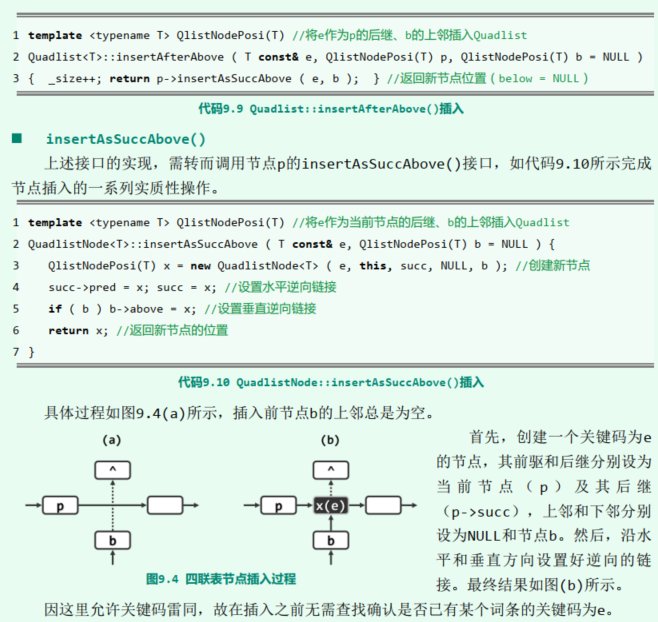 1 template <typename T> QlistNodePosi(T) //将e作为p的后继、b的上邻插入Quadlist
2 Quadlist<T>::insertAfterAbove ( T const& e, QlistNodePosi(T) p, QlistNodePosi(T) b = NULL )
3 { _size++; return p->insertAsSuccAbove ( e, b ); } //返回新节点位置（below = NULL）
代码9.9 Quadlist::insertAfterAbove()插入
■ insertAsSuccAbove()
上述接口的实现，需转而调用节点p的insertAsSuccAbove()接口，如代码9.10所示完成
节点插入的一系列实质性操作。
1 template <typename T> QlistNodePosi(T) //将e作为当前节点的后继、b的上邻插入Quadlist
2 QuadlistNode<T>::insertAsSuccAbove ( T const& e, QlistNodePosi(T) b = NULL ) {
3 QlistNodePosi(T) x = new QuadlistNode<T> ( e, this, succ, NULL, b ); //创建新节点
4 succ->pred = x; succ = x; //设置水平逆向链接
5 if ( b ) b->above = x; //设置垂直逆向链接
6 return x; //返回新节点的位置
7 }
代码9.10 QuadlistNode::insertAsSuccAbove()插入
具体过程如图9.4(a)所示，插入前节点b的上邻总是为空。
(a) (b)
^ ^
p p x(e)
b b
图9.4 四联表节点插入过程
首先，创建一个关键码为e
的节点，其前驱和后继分别设为
当前节点（p）及其后继
（p->succ），上邻和下邻分别
设为NULL和节点b。然后，沿水
平和垂直方向设置好逆向的链
接。最终结果如图(b)所示。
因这里允许关键码雷同，故在插入之前无需查找确认是否已有某个词条的关键码为e。